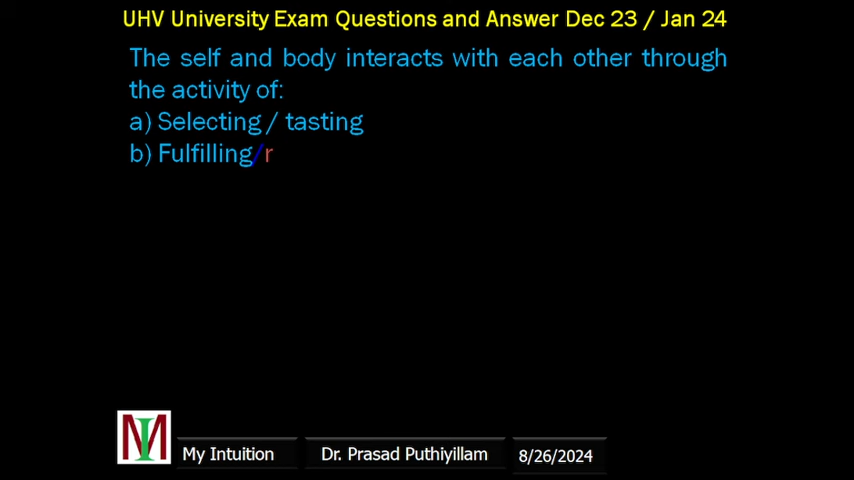 UHV University Exam Questions and Answer Dec 23 / Jan 24
The self and body interacts with each other through
the activity of:
a) Selecting / tasting
b) Fulfilling/r
MI
My Intuition Dr. Prasad Puthiyillam 8/26/2024